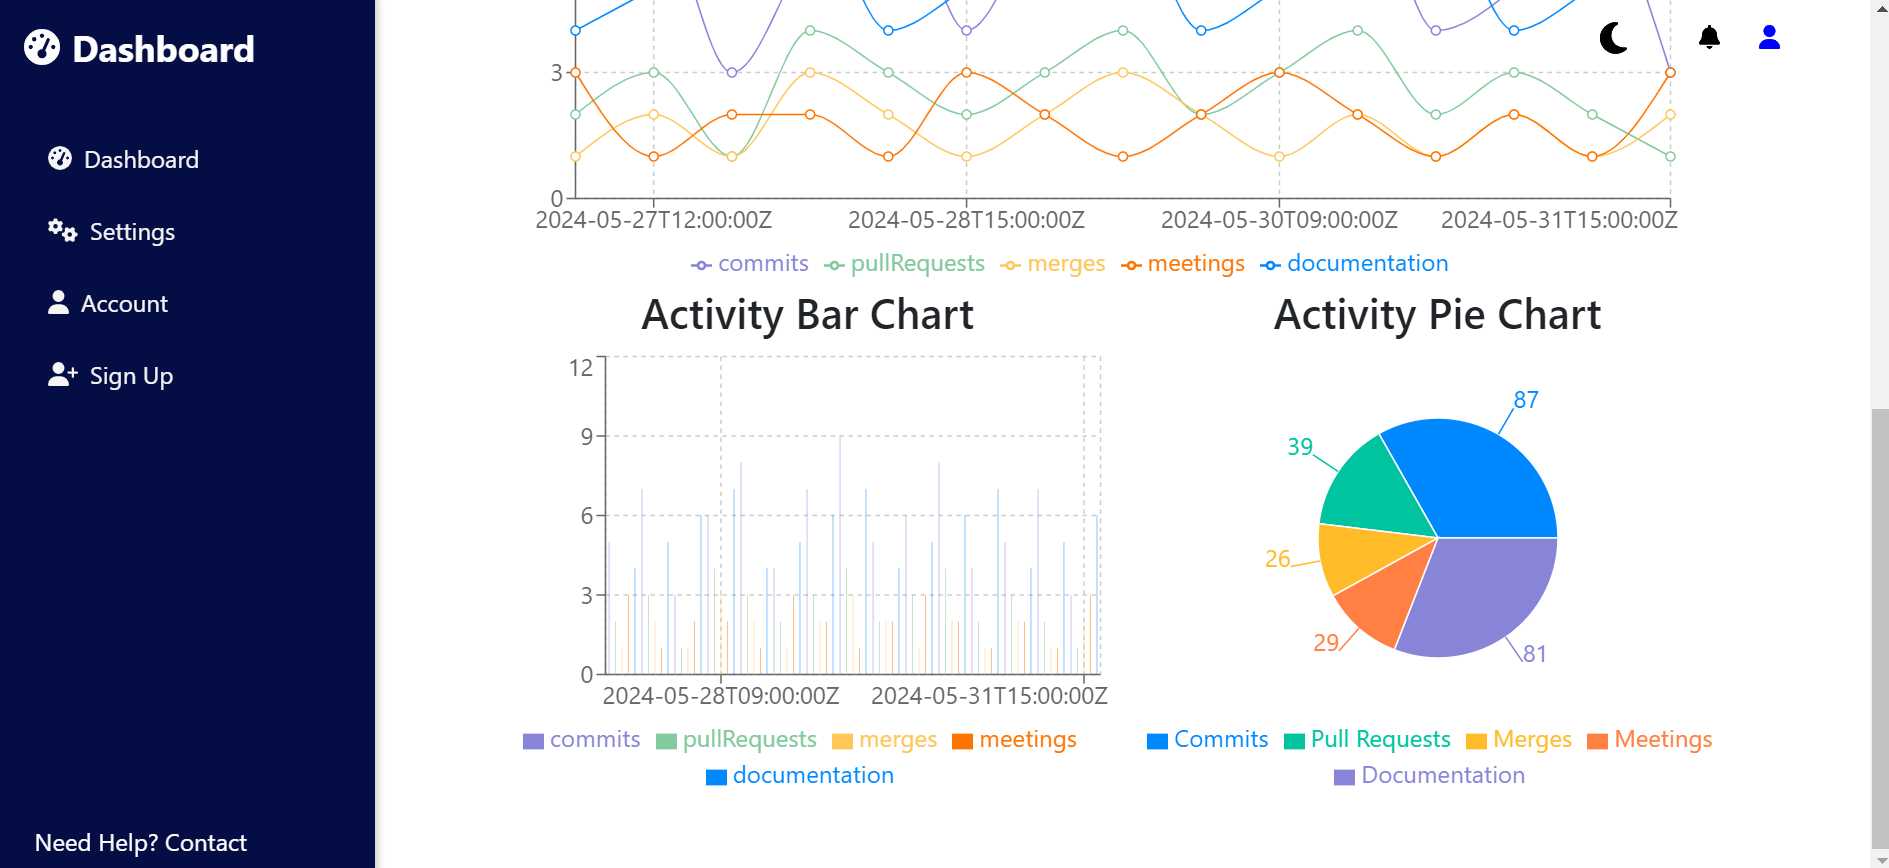 Dashboard
Dashboard
Settings
Account
Sign Up
Need Help? Contact
3
0
2024-05-27T12:00:00Z 2024-05-28T15:00:00Z 2024-05-30T09:00:00Z 2024-05-31T15:00:00Z
commits pullRequests merges meetings documentation
Activity Bar Chart
12
9
6
3
0
2024-05-28T09:00:00Z 2024-05-31T15:00:00Z
commits pullRequests merges meetings
documentation
Activity Pie Chart
87
39
26
29
81
Commits Pull Requests Merges Meetings
Documentation